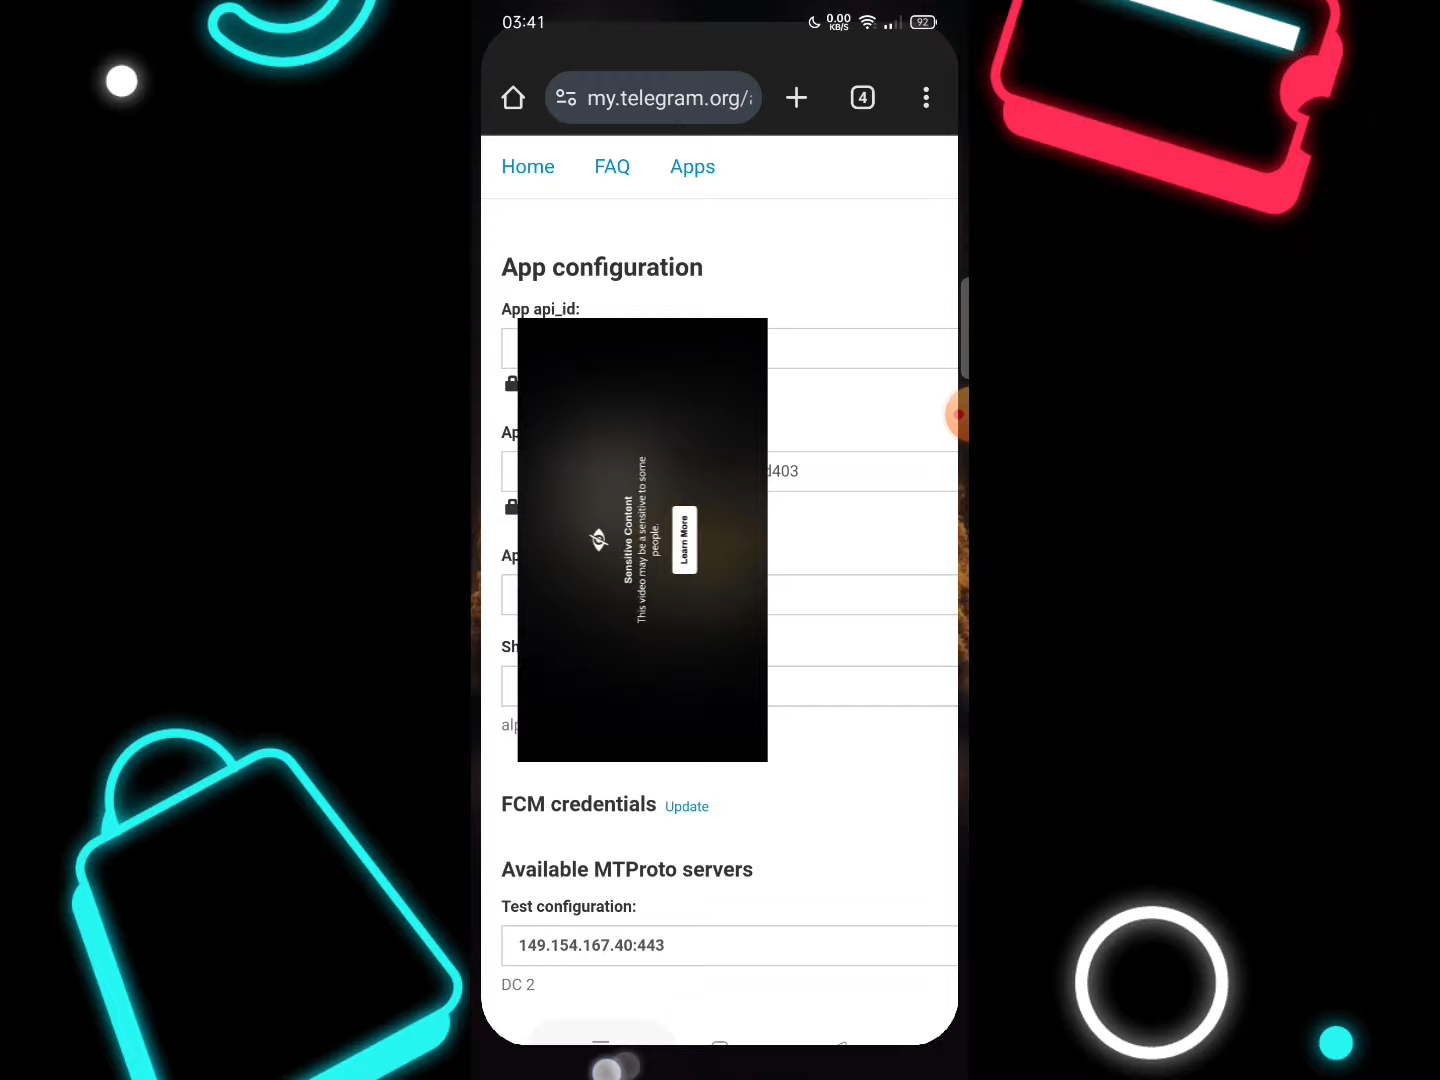 03:41
0.00
KB/S
92
my.telegram.org/
4
Home FAQ Apps
App configuration
App api_id:
Ap
d403
Ap
Sh
alp
Sensitive Content
This video may be a sensitive to some
people.
Learn More
FCM credentials Update
Available MTProto servers
Test configuration:
149.154.167.40:443
DC 2